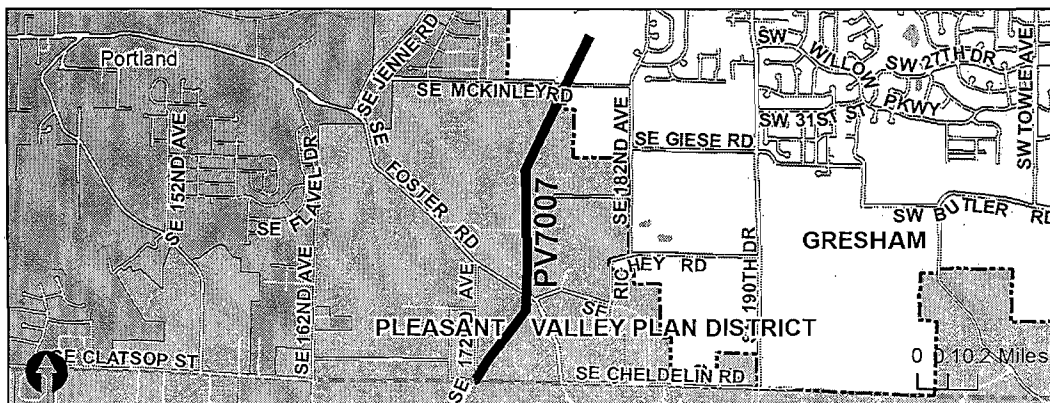 Portland
SE 152ND AVE
SE FLAVEL DR
SE 162ND AVE
SE CLATSOP ST
SE JENNE RD
SE FOSTER RD
SE MCKINLEY RD
SE 172ND AVE
PV7007
SE 182ND AVE
SE GIESE RD
SE RICHEY RD
SE 190TH DR
SE CHELDELIN RD
PLEASANT VALLEY PLAN DISTRICT
GRESHAM
SW WILLOW PKWY
SW 27TH DR
SW 31ST ST
SW TOWLE AVE
SW BUTLER RD
0 0.10.2 Miles